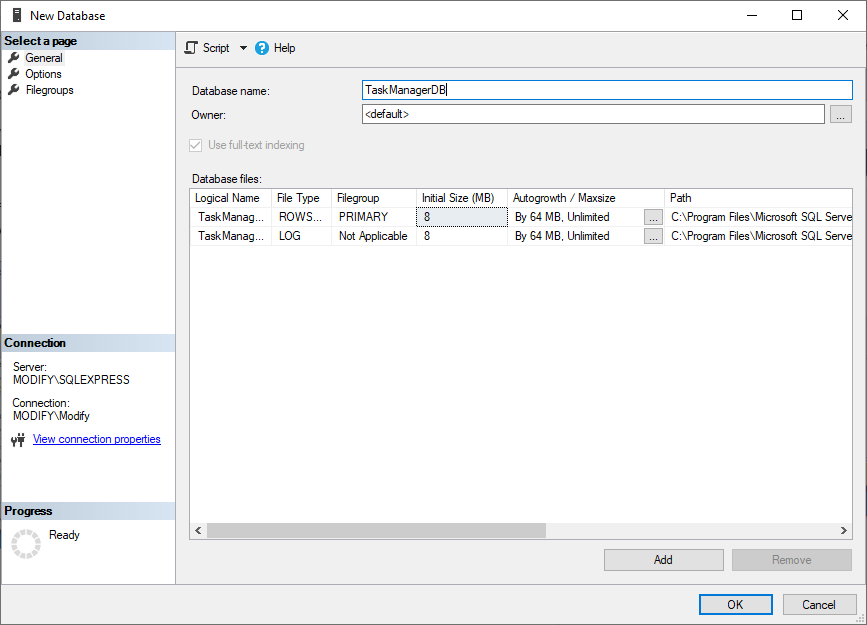 New Database
Select a page
General
Options
Folegroups
Script
Help
Database name:
TaskManagerDB
Owner:
<default>
...
Use full-text indexing
Database files:
Logical Name File Type Filegroup Initial Size (MB) Autogrowth / Maxsize Path
TaskManag... ROWS... PRIMARY 8 By 64 MB, Unlimited ... C:\Program Files\Microsoft SQL Serve
TaskManag... LOG Not Applicable 8 By 64 MB, Unlimited ... C:\Program Files\Microsoft SQL Serve
Connection
Server:
MODIFY\SQLEXPRESS
Connection:
MODIFY\Modify
View connection properties
Progress
Ready
Add Remove
OK Cancel